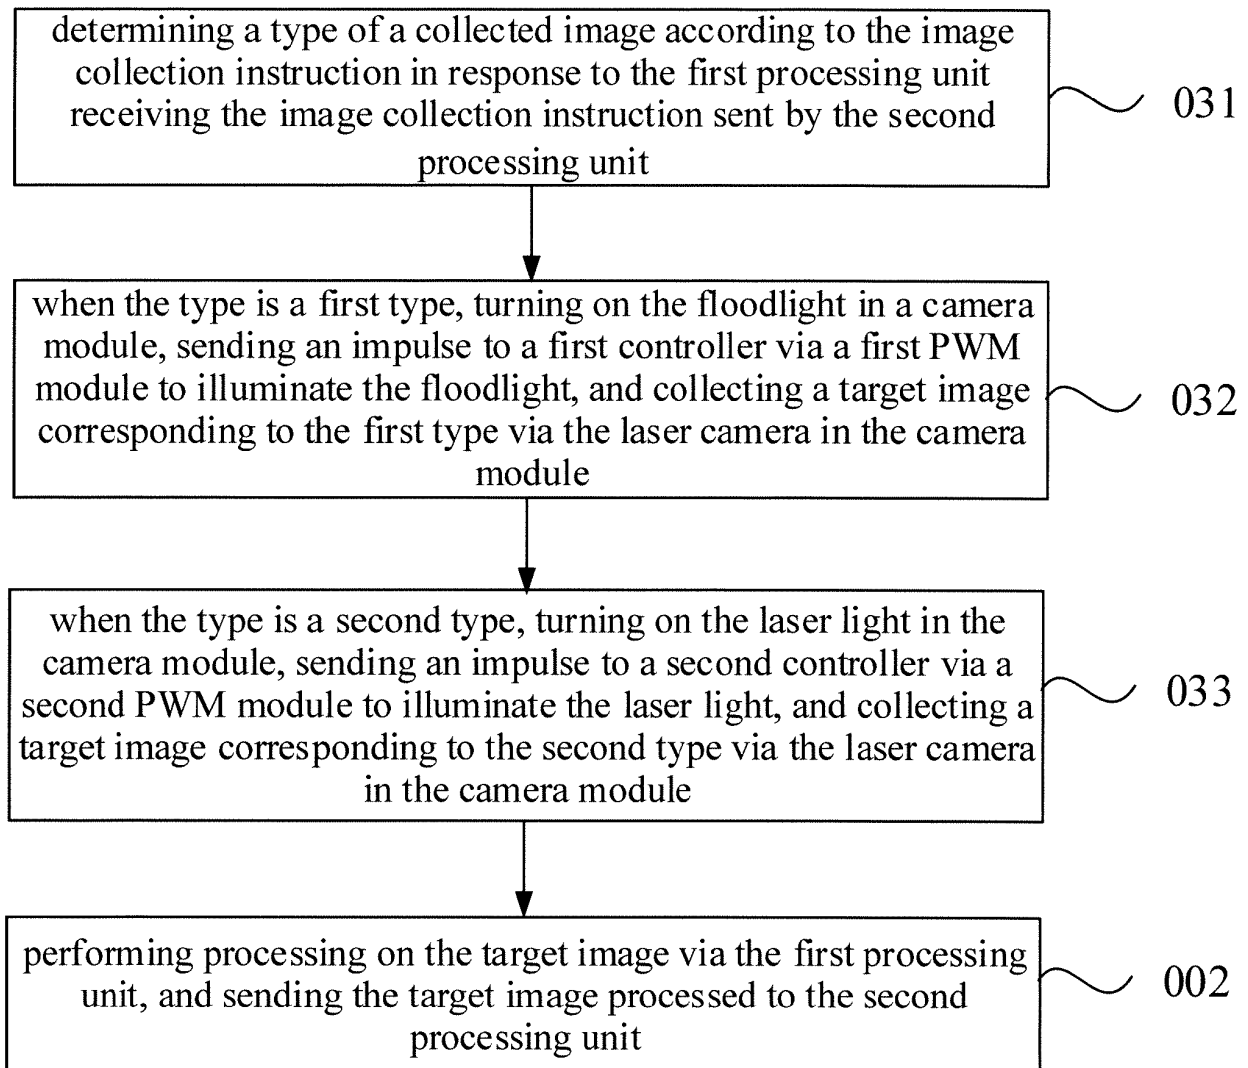 determining a type of a collected image according to the image
collection instruction in response to the first processing unit
receiving the image collection instruction sent by the second
processing unit
031
when the type is a first type, turning on the floodlight in a camera
module, sending an impulse to a first controller via a first PWM
module to illuminate the floodlight, and collecting a target image
corresponding to the first type via the laser camera in the camera
module
032
when the type is a second type, turning on the laser light in the
camera module, sending an impulse to a second controller via a
second PWM module to illuminate the laser light, and collecting a
target image corresponding to the second type via the laser camera
in the camera module
033
performing processing on the target image via the first processing
unit, and sending the target image processed to the second
processing unit
002